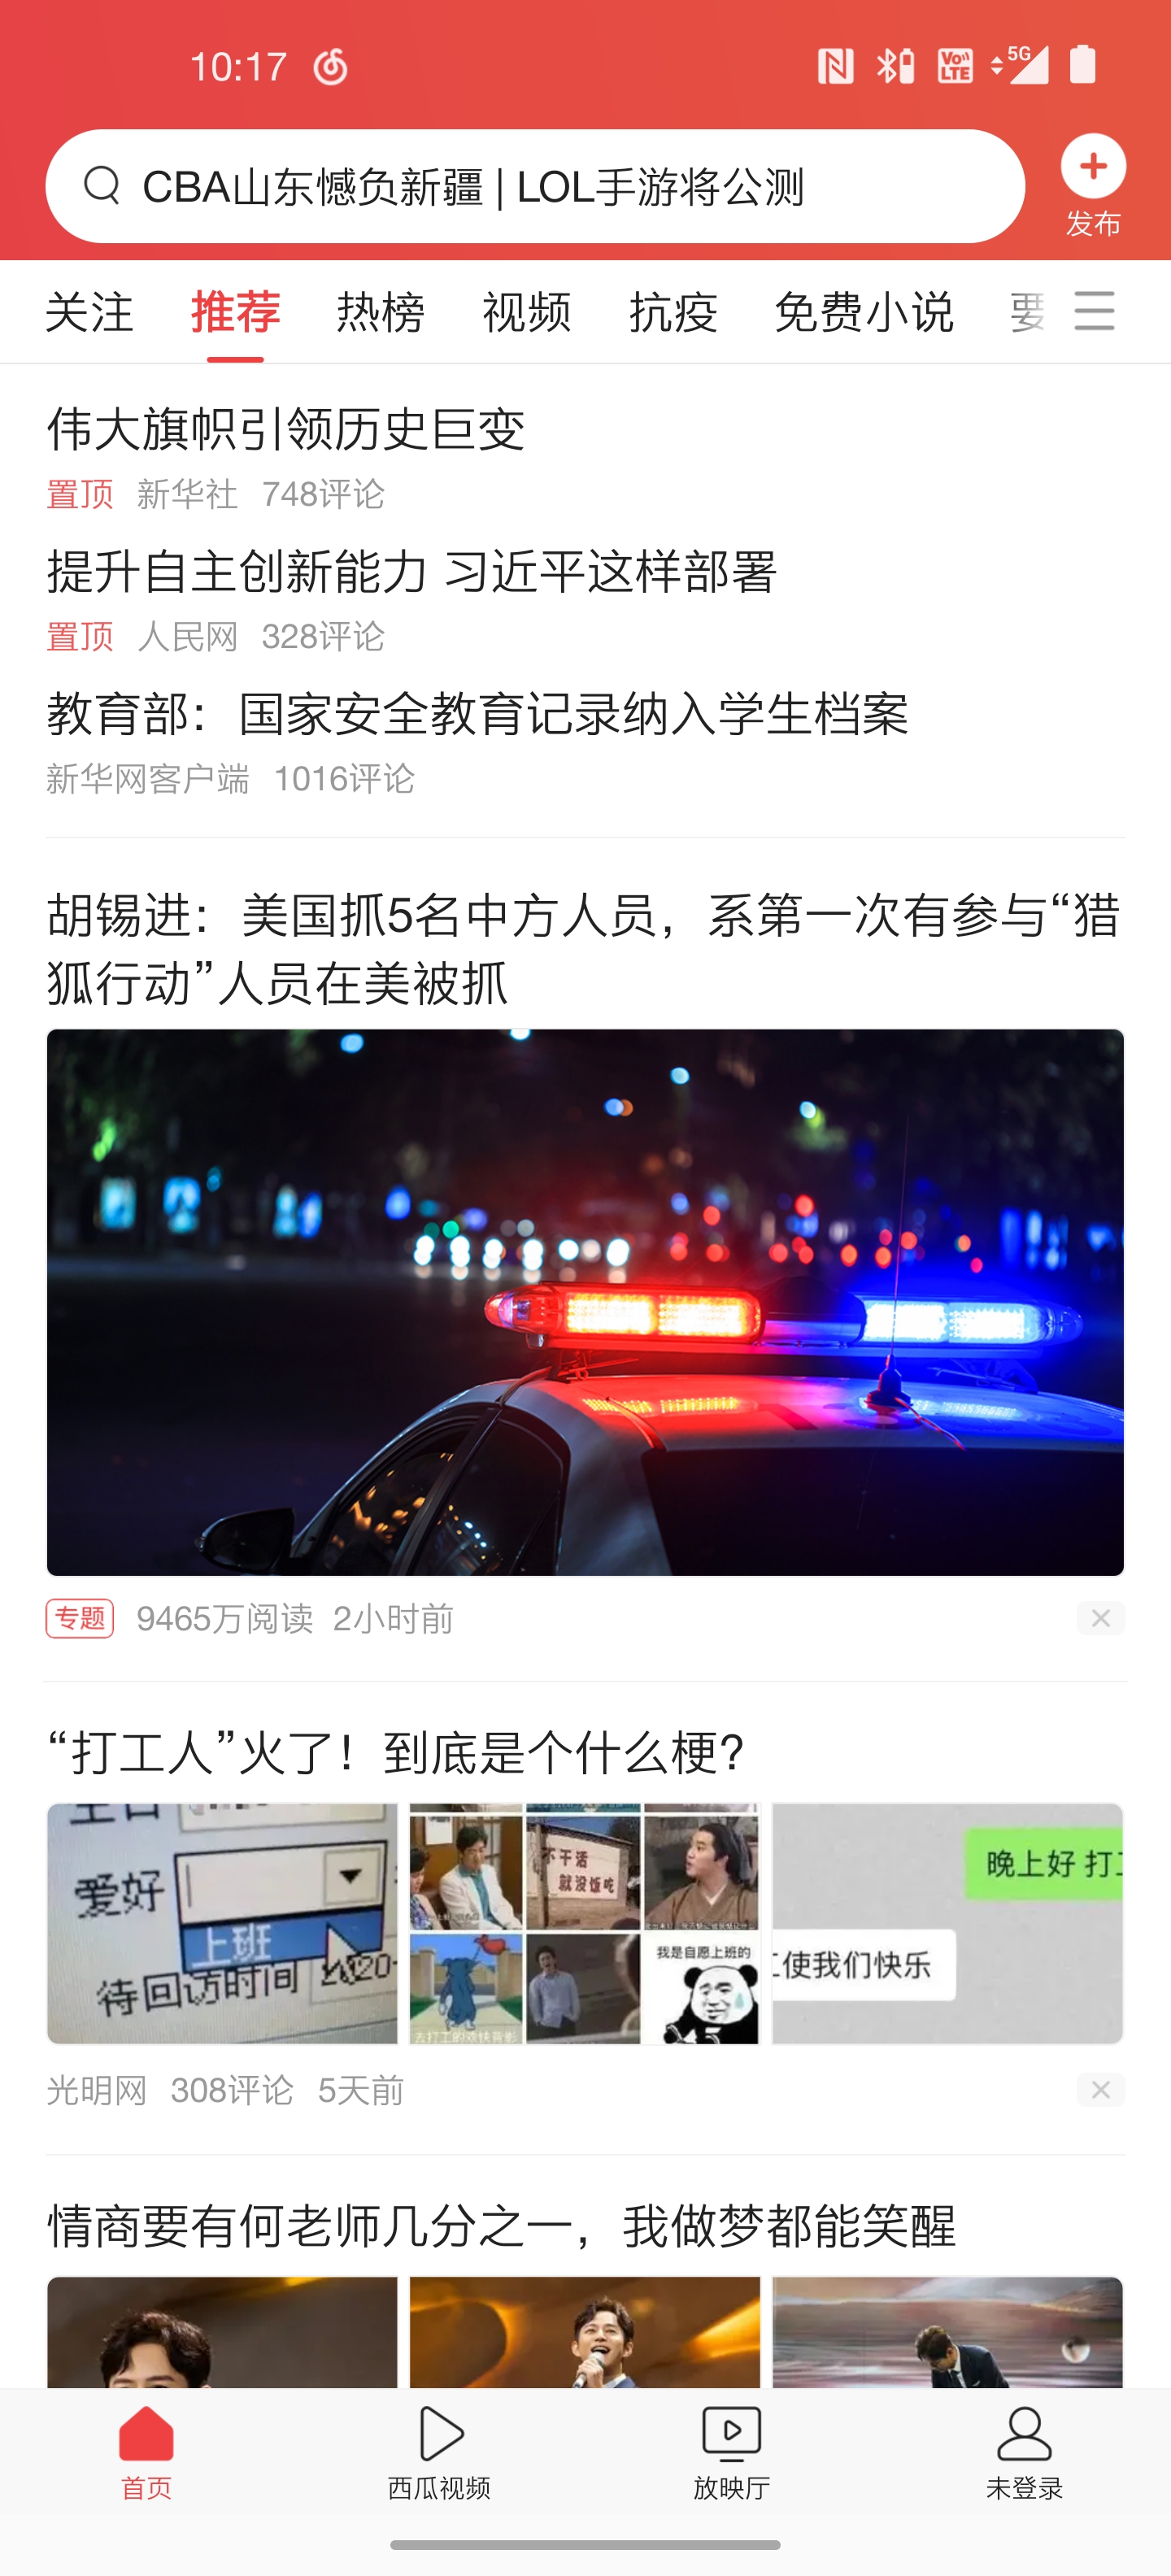 10:17
5G
VoLTE
CBA山东憾负新疆 | LOL手游将公测
发布
关注 推荐 热榜 视频 抗疫 免费小说 要
伟大旗帜引领历史巨变
置顶 新华社 748评论
提升自主创新能力 习近平这样部署
置顶 人民网 328评论
教育部：国家安全教育记录纳入学生档案
新华网客户端 1016评论
胡锡进：美国抓5名中方人员，系第一次有参与“猎
狐行动”人员在美被抓
专题 9465万阅读 2小时前
“打工人”火了！到底是个什么梗？
爱好
上班
待回访时间
不干活
就没饭吃
我是自愿上班的
去打工的欢快背影
晚上好 打工
使我们快乐
光明网 308评论 5天前
情商要有何老师几分之一，我做梦都能笑醒
首页 西瓜视频 放映厅 未登录